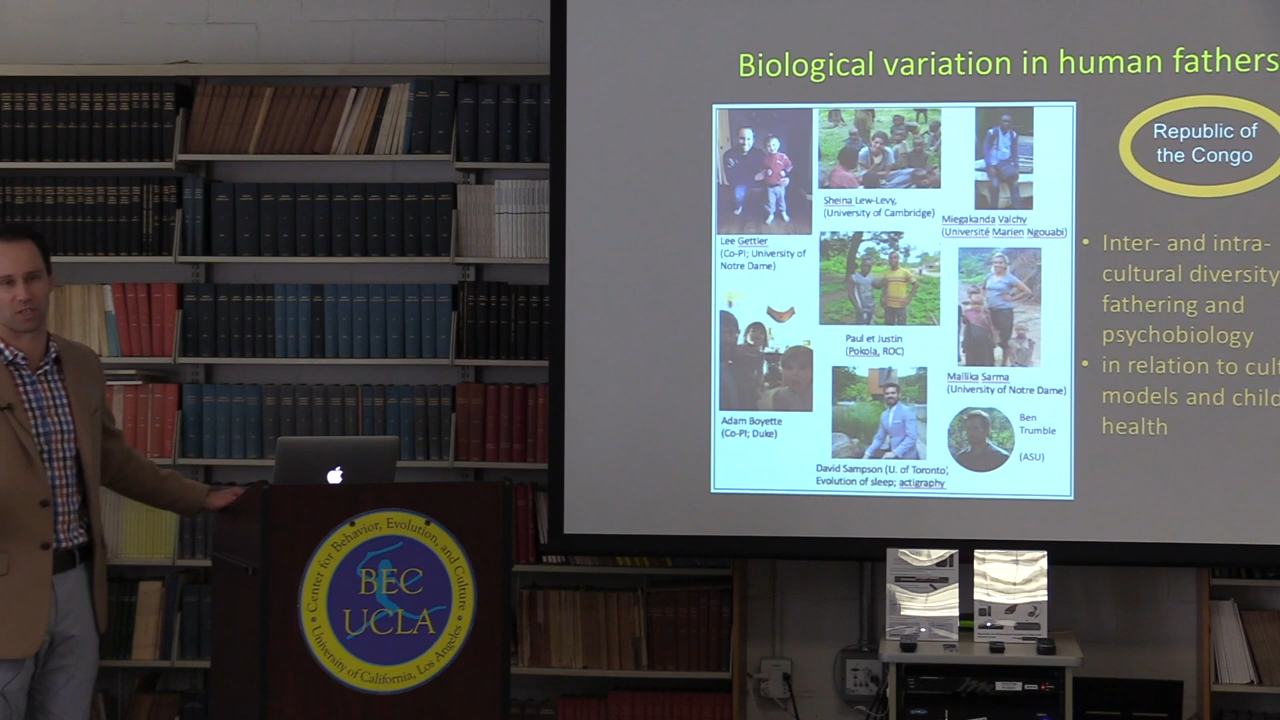 Biological variation in human fathers
Republic of
the Congo
Sheina Lew-Levy,
(University of Cambridge)
Miegakanda Valchy
(Université Marien Ngouabi)
Lee Gettler
(Co-PI; University of
Notre Dame)
Paul et Justin
(Pokola, ROC)
Mallika Sarma
(University of Notre Dame)
Adam Boyette
(Co-PI; Duke)
Ben
Trumble
(ASU)
David Sampson (U. of Toronto;
Evolution of sleep; actigraphy
• Inter- and intra-
cultural diversity
fathering and
psychobiology
• in relation to cult
models and child
health
Center for Behavior, Evolution, and Culture
BEC
UCLA
University of California, Los Angeles